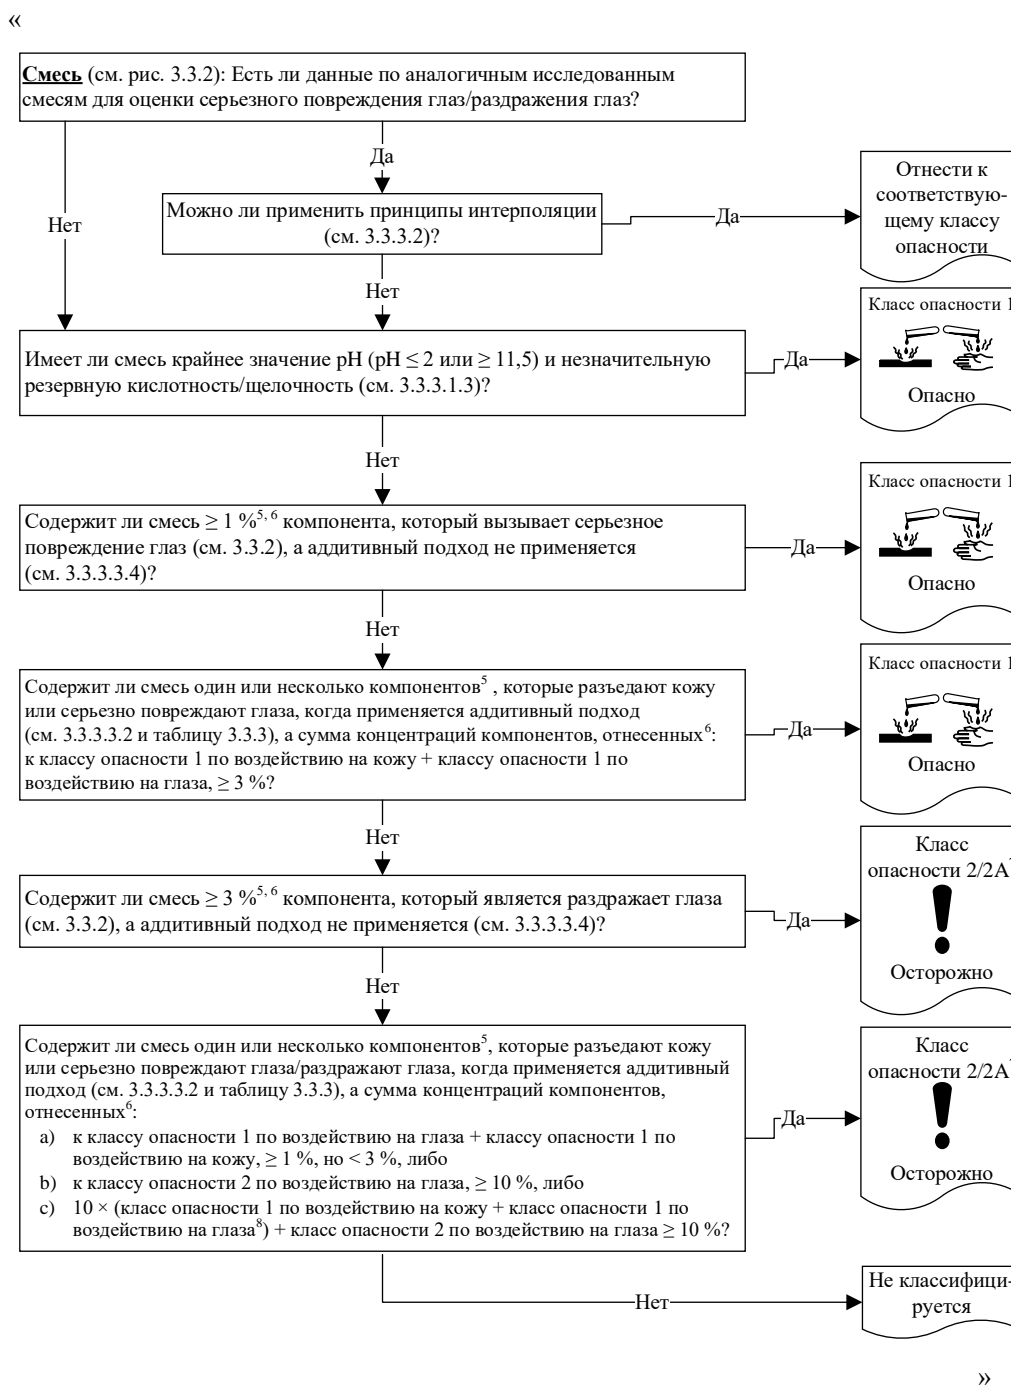 «
Смесь (см. рис. 3.3.2): Есть ли данные по аналогичным исследованным
смесям для оценки серьезного повреждения глаз/раздражения глаз?
Да
Нет
Можно ли применить принципы интерполяции
(см. 3.3.3.2)?
Да
Отнести к
соответствую-
щему классу
опасности
Нет
Имеет ли смесь крайнее значение pH (pH ≤ 2 или ≥ 11,5) и незначительную
резервную кислотность/щелочность (см. 3.3.3.1.3)?
Да
Класс опасности 1
Опасно
Нет
Содержит ли смесь ≥ 1 %5, 6 компонента, который вызывает серьезное
повреждение глаз (см. 3.3.2), а аддитивный подход не применяется
(см. 3.3.3.3.4)?
Да
Класс опасности 1
Опасно
Нет
Содержит ли смесь один или несколько компонентов5 , которые разъедают кожу
или серьезно повреждают глаза, когда применяется аддитивный подход
(см. 3.3.3.3.2 и таблицу 3.3.3), а сумма концентраций компонентов, отнесенных6:
к классу опасности 1 по воздействию на кожу + классу опасности 1 по
воздействию на глаза, ≥ 3 %?
Да
Класс опасности 1
Опасно
Нет
Содержит ли смесь ≥ 3 %5, 6 компонента, который является раздражает глаза
(см. 3.3.2), а аддитивный подход не применяется (см. 3.3.3.3.4)?
Да
Класс
опасности 2/2A
Осторожно
Нет
Содержит ли смесь один или несколько компонентов5, которые разъедают кожу
или серьезно повреждают глаза/раздражают глаза, когда применяется аддитивный
подход (см. 3.3.3.3.2 и таблицу 3.3.3), а сумма концентраций компонентов,
отнесенных6:
a) к классу опасности 1 по воздействию на глаза + классу опасности 1 по
воздействию на кожу, ≥ 1 %, но < 3 %, либо
b) к классу опасности 2 по воздействию на глаза, ≥ 10 %, либо
c) 10 × (класс опасности 1 по воздействию на кожу + класс опасности 1 по
воздействию на глаза8) + класс опасности 2 по воздействию на глаза ≥ 10 %?
Да
Класс
опасности 2/2A
Осторожно
Нет
Не классифици-
руется
»